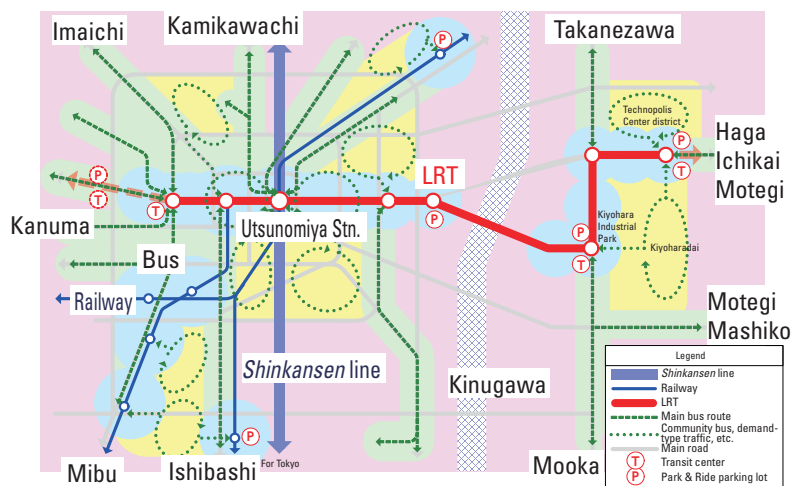 Imaichi
Kamikawachi
Takanezawa
P
Technopolis
Center district
P
T
Haga
Ichikai
Motegi
P
T
T
LRT
P
Kanuma
Utsunomiya Stn.
Kiyohara
Industrial
Park
Kiyoharadai
P
T
Bus
Railway
Motegi
Mashiko
Shinkansen line
Kinugawa
P
Mibu
Ishibashi
For Tokyo
Mooka
Legend
Shinkansen line
Railway
LRT
Main bus route
Community bus, demand-
type traffic, etc.
Main road
T Transit center
P Park & Ride parking lot